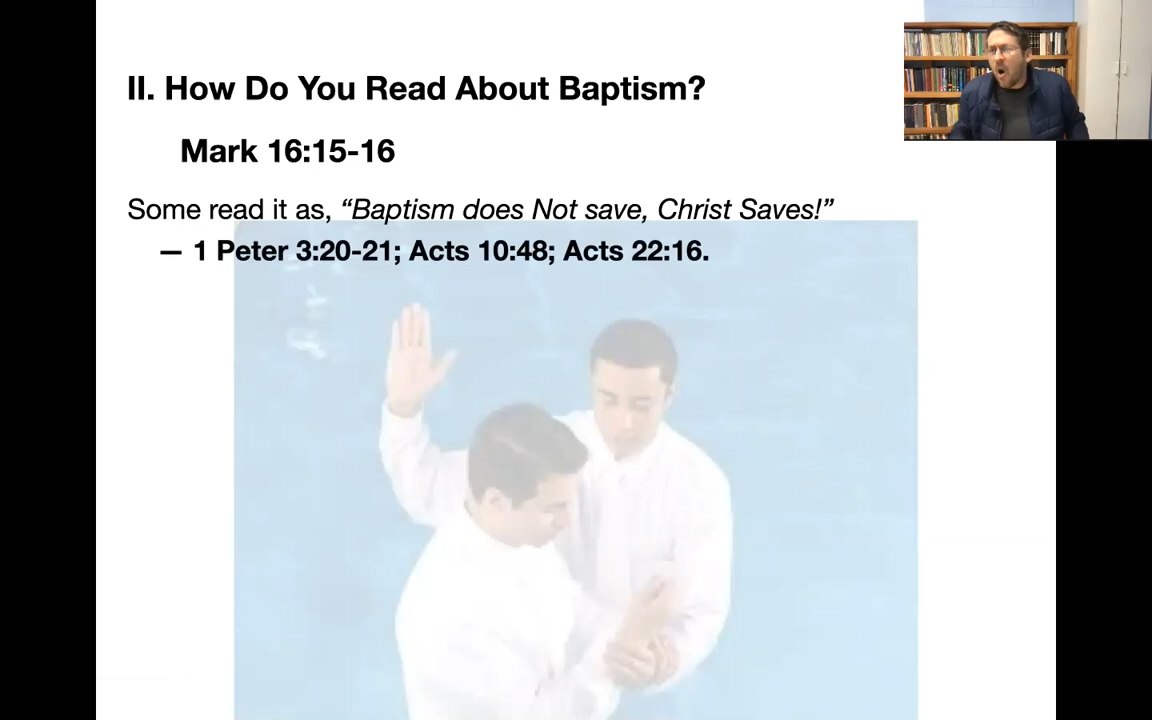 II. How Do You Read About Baptism?
Mark 16:15-16
Some read it as, “Baptism does Not save, Christ Saves!”
— 1 Peter 3:20-21; Acts 10:48; Acts 22:16.